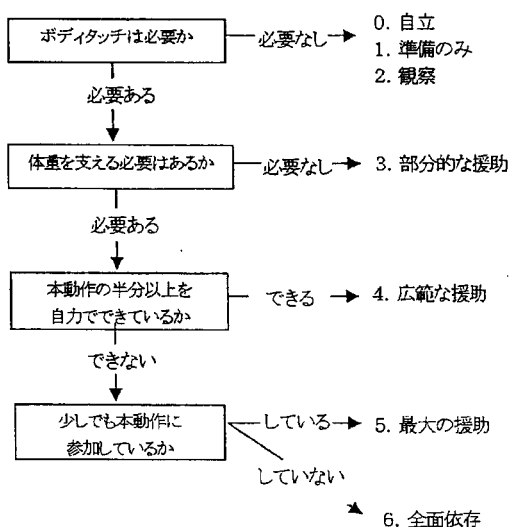 ボディタッチは必要か
必要なし
0. 自立
1. 準備のみ
2. 観察
必要ある
体重を支える必要はあるか
必要なし
3. 部分的な援助
必要ある
本動作の半分以上を
自力でできているか
できる
4. 広範な援助
できない
少しでも本動作に
参加しているか
している
5. 最大の援助
していない
6. 全面依存